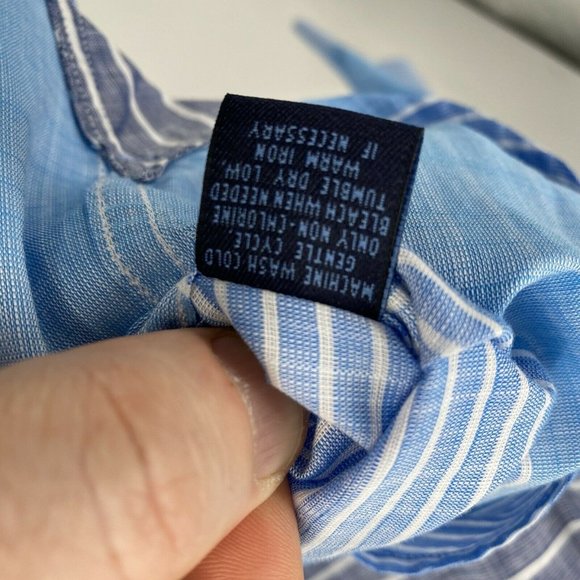 MACHINE WASH COLD
GENTLE CYCLE,
ONLY NON-CHLORINE
BLEACH WHEN NEEDED
TUMBLE DRY LOW,
WARM IRON
IF NECESSARY